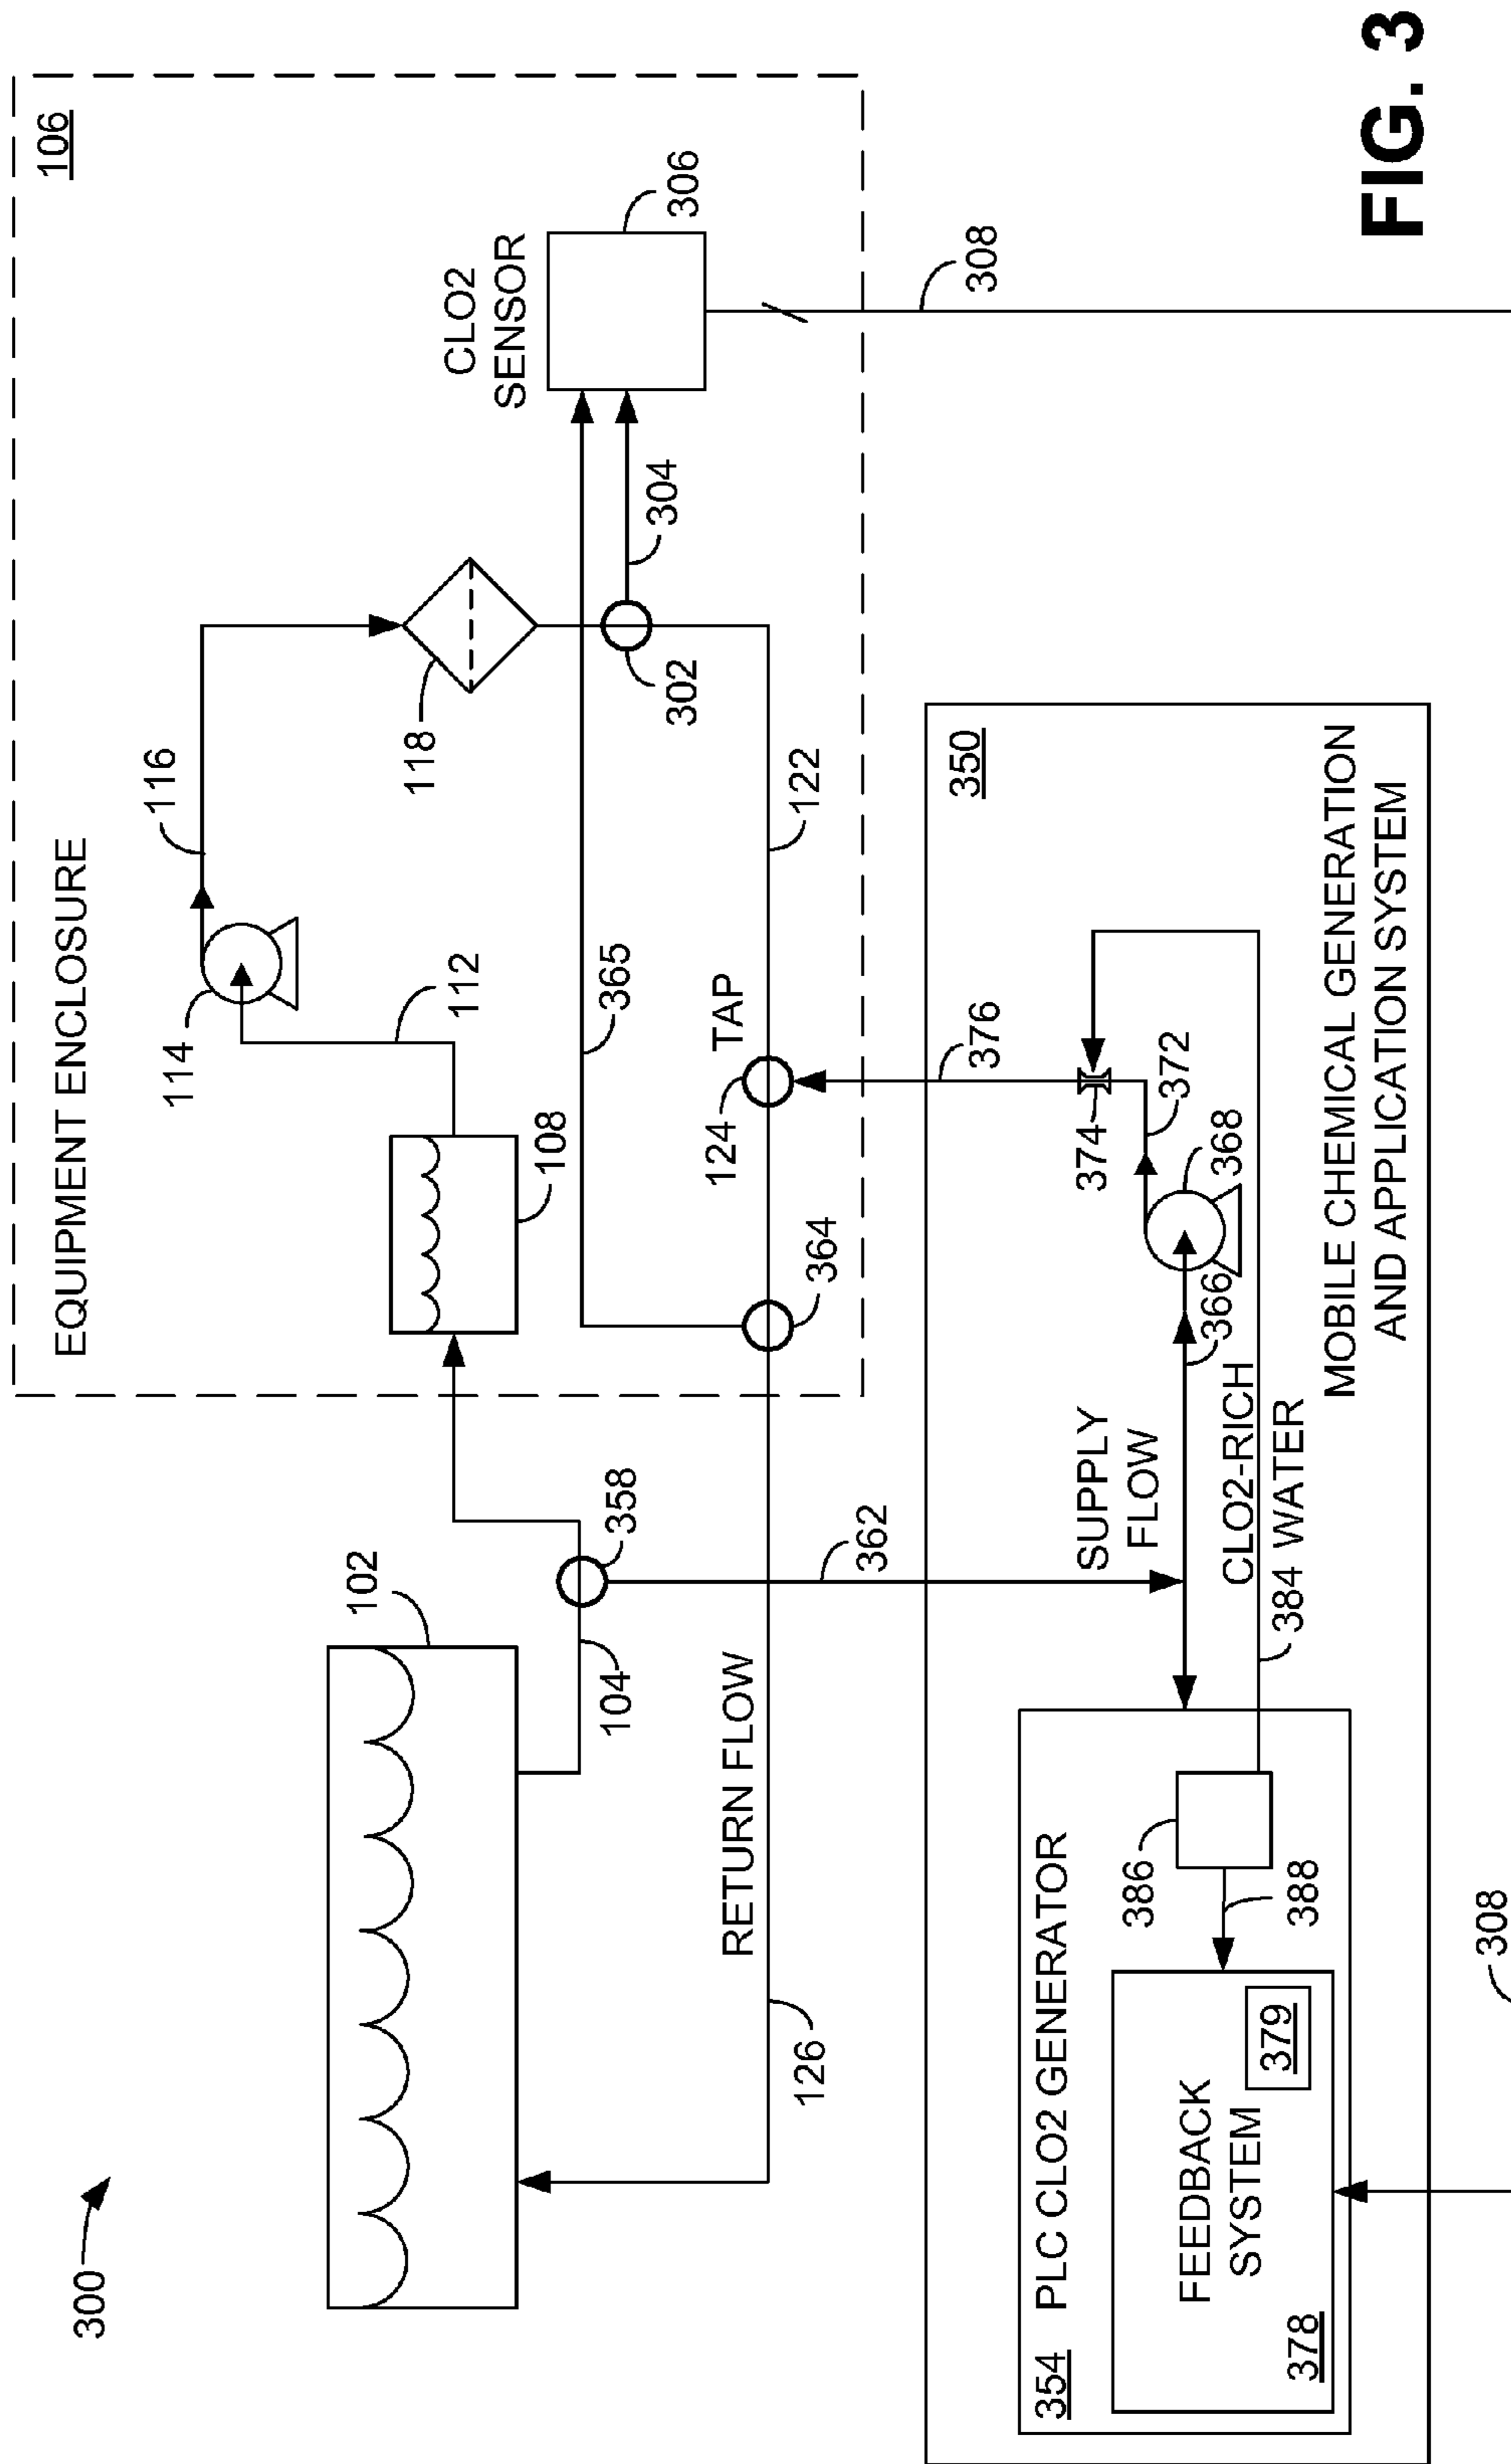 300
EQUIPMENT ENCLOSURE
106
114
116
112
118
108
102
CLO2
SENSOR
306
304
302
358
104
365
TAP
124
364
122
RETURN FLOW
126
362
308
350
376
374
372
368
366
SUPPLY
FLOW
CLO2-RICH
384 WATER
354 PLC CLO2 GENERATOR
386
388
FEEDBACK
SYSTEM
379
378
MOBILE CHEMICAL GENERATION
AND APPLICATION SYSTEM
308
FIG. 3